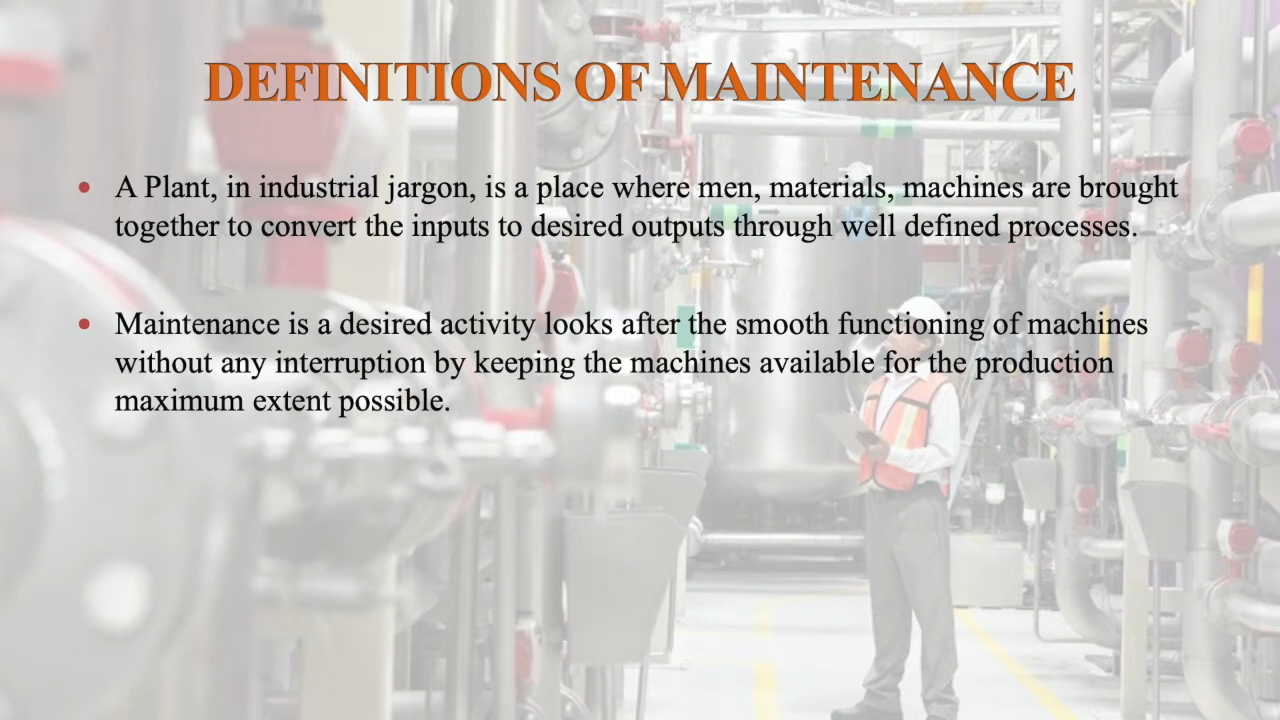 DEFINITIONS OF MAINTENANCE
• A Plant, in industrial jargon, is a place where men, materials, machines are brought
together to convert the inputs to desired outputs through well defined processes.
• Maintenance is a desired activity looks after the smooth functioning of machines
without any interruption by keeping the machines available for the production
maximum extent possible.